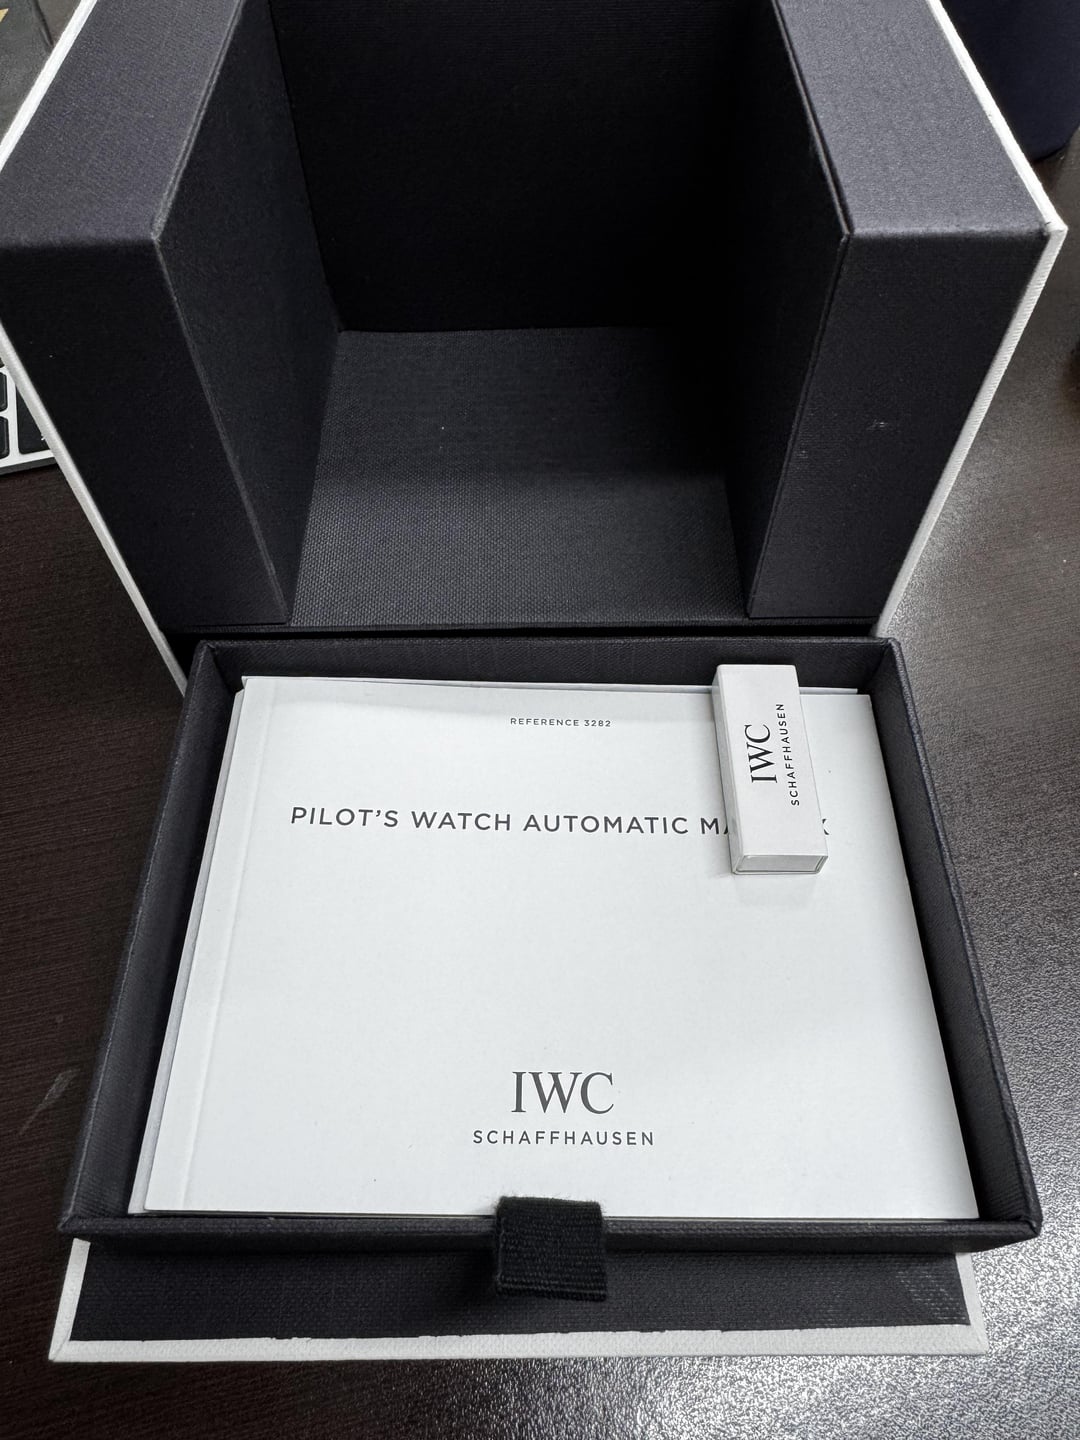 REFERENCE 3282
PILOT'S WATCH AUTOMATIC
IWC
SCHAFFHAUSEN
IWC
SCHAFFHAUSEN